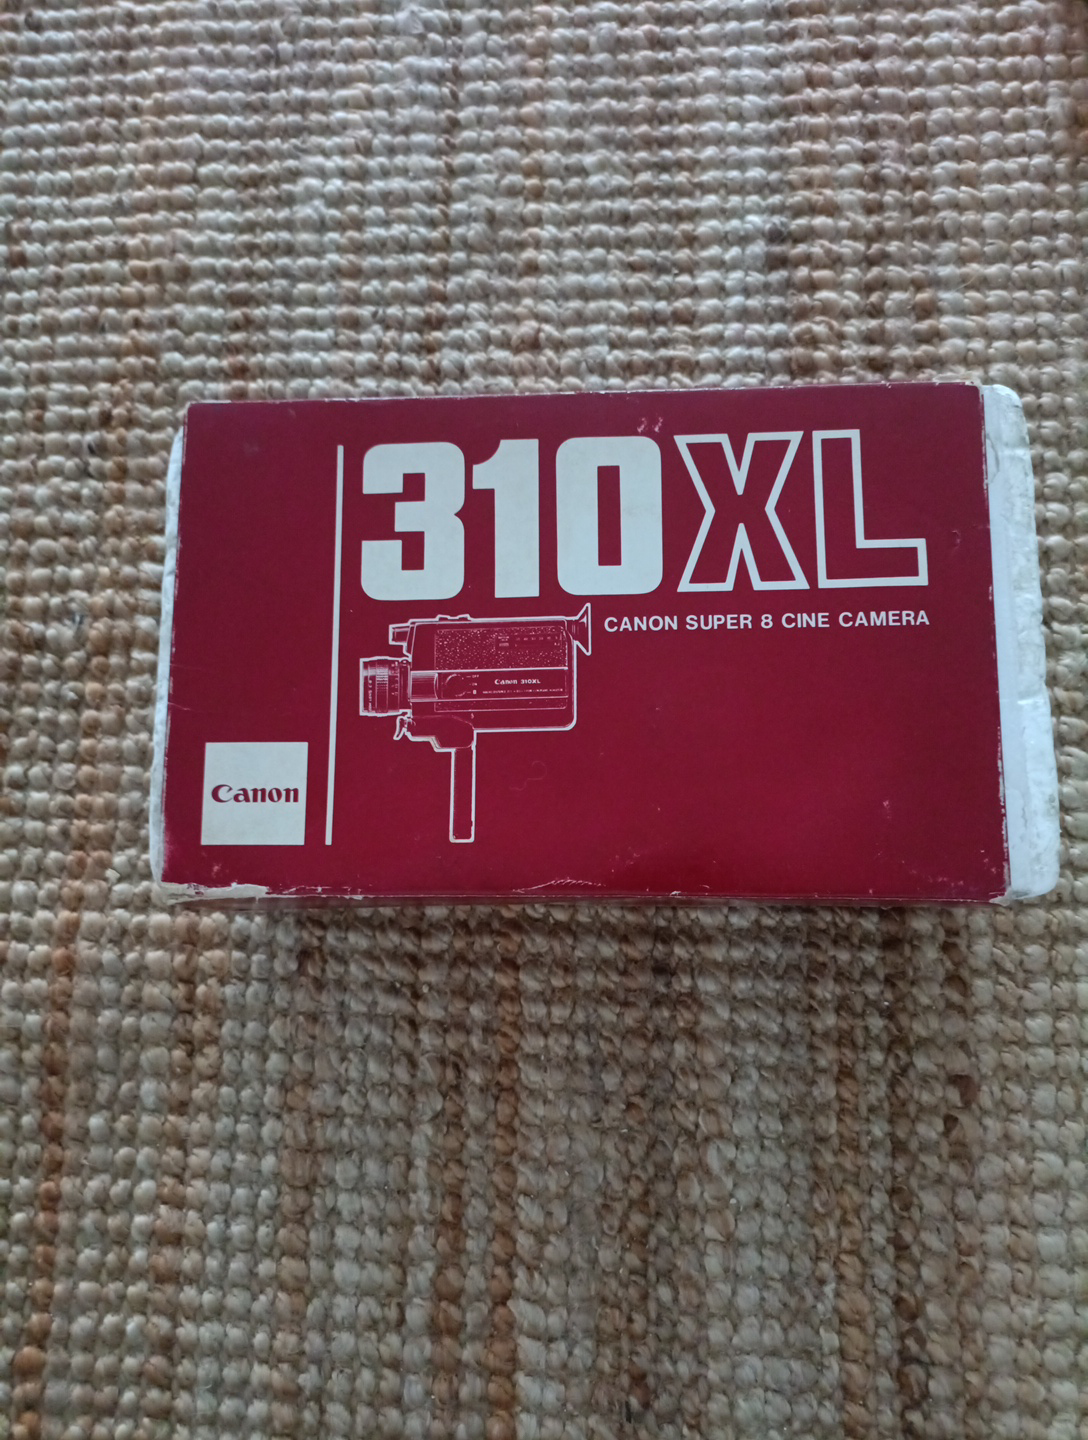 310XL
CANON SUPER 8 CINE CAMERA
Canon 310XL
Canon